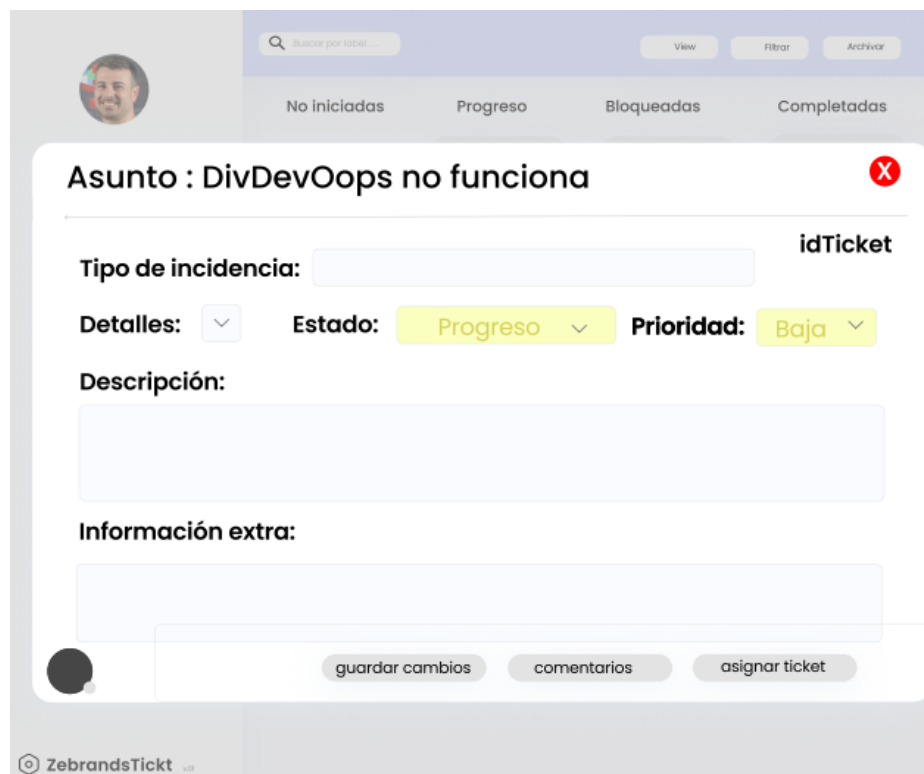 Buscar por label ....
View
Filtrar
Archivar
No iniciadas
Progreso
Bloqueadas
Completadas
Asunto : DivDevOops no funciona
X
idTicket
Tipo de incidencia:
Detalles:
Estado:
Progreso
Prioridad:
Baja
Descripción:
Información extra:
guardar cambios
comentarios
asignar ticket
ZebrandsTickt